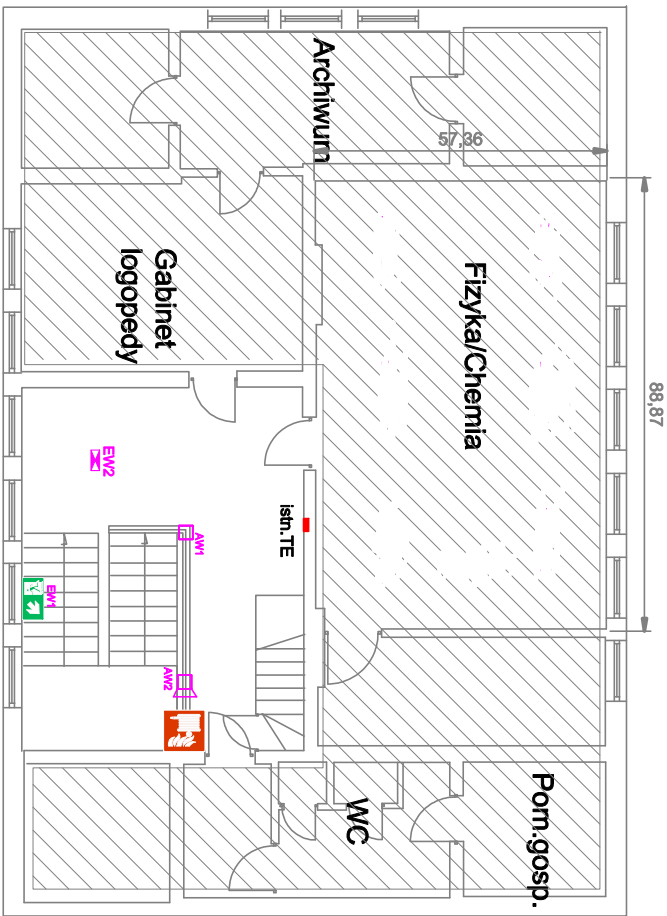 Archiwum
57,36
88,87
Gabinet
logopedy
Fizyka/Chemia
EW2
AW1
istn.TE
EW1
AW2
WC
Pom.gosp.